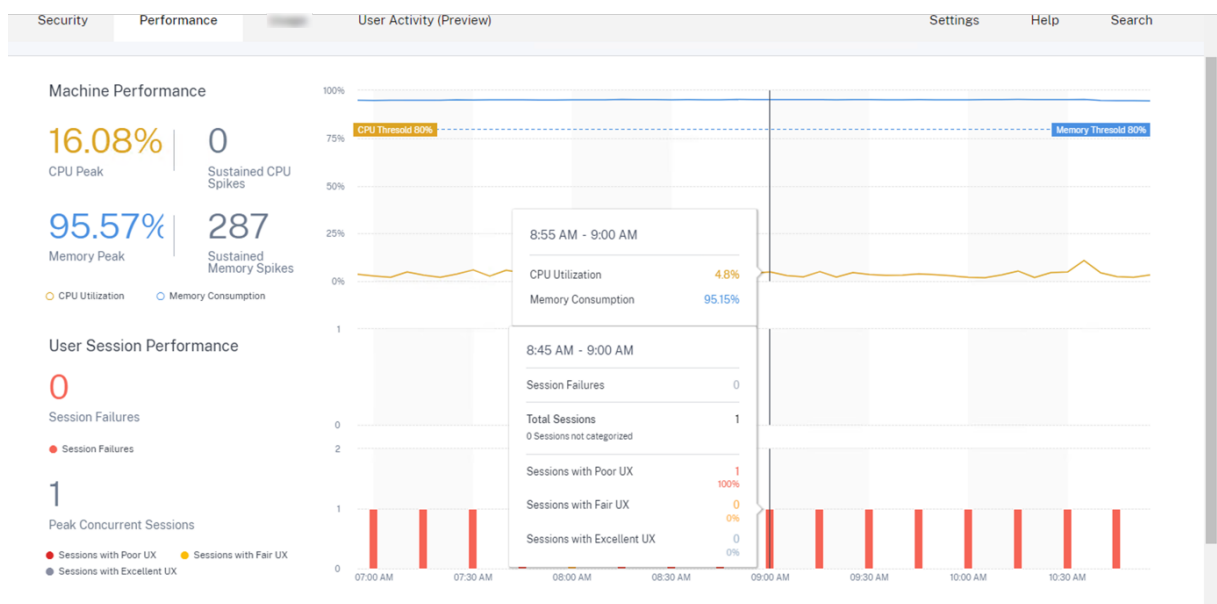 Security Performance User Activity (Preview) Settings Help Search
Machine Performance
16.08%
CPU Peak
0
Sustained CPU
Spikes
95.57%
Memory Peak
287
Sustained
Memory Spikes
CPU Utilization Memory Consumption
100%
75%
50%
25%
0%
CPU Thresold 80%
Memory Thresold 80%
8:55 AM - 9:00 AM
CPU Utilization 4.8%
Memory Consumption 95.15%
User Session Performance
0
Session Failures
Session Failures
1
Peak Concurrent Sessions
Sessions with Poor UX Sessions with Fair UX
Sessions with Excellent UX
1
0
2
1
0
8:45 AM - 9:00 AM
Session Failures 0
Total Sessions 1
0 Sessions not categorized
Sessions with Poor UX 1
100%
Sessions with Fair UX 0
0%
Sessions with Excellent UX 0
0%
07:00 AM 07:30 AM 08:00 AM 08:30 AM 09:00 AM 09:30 AM 10:00 AM 10:30 AM